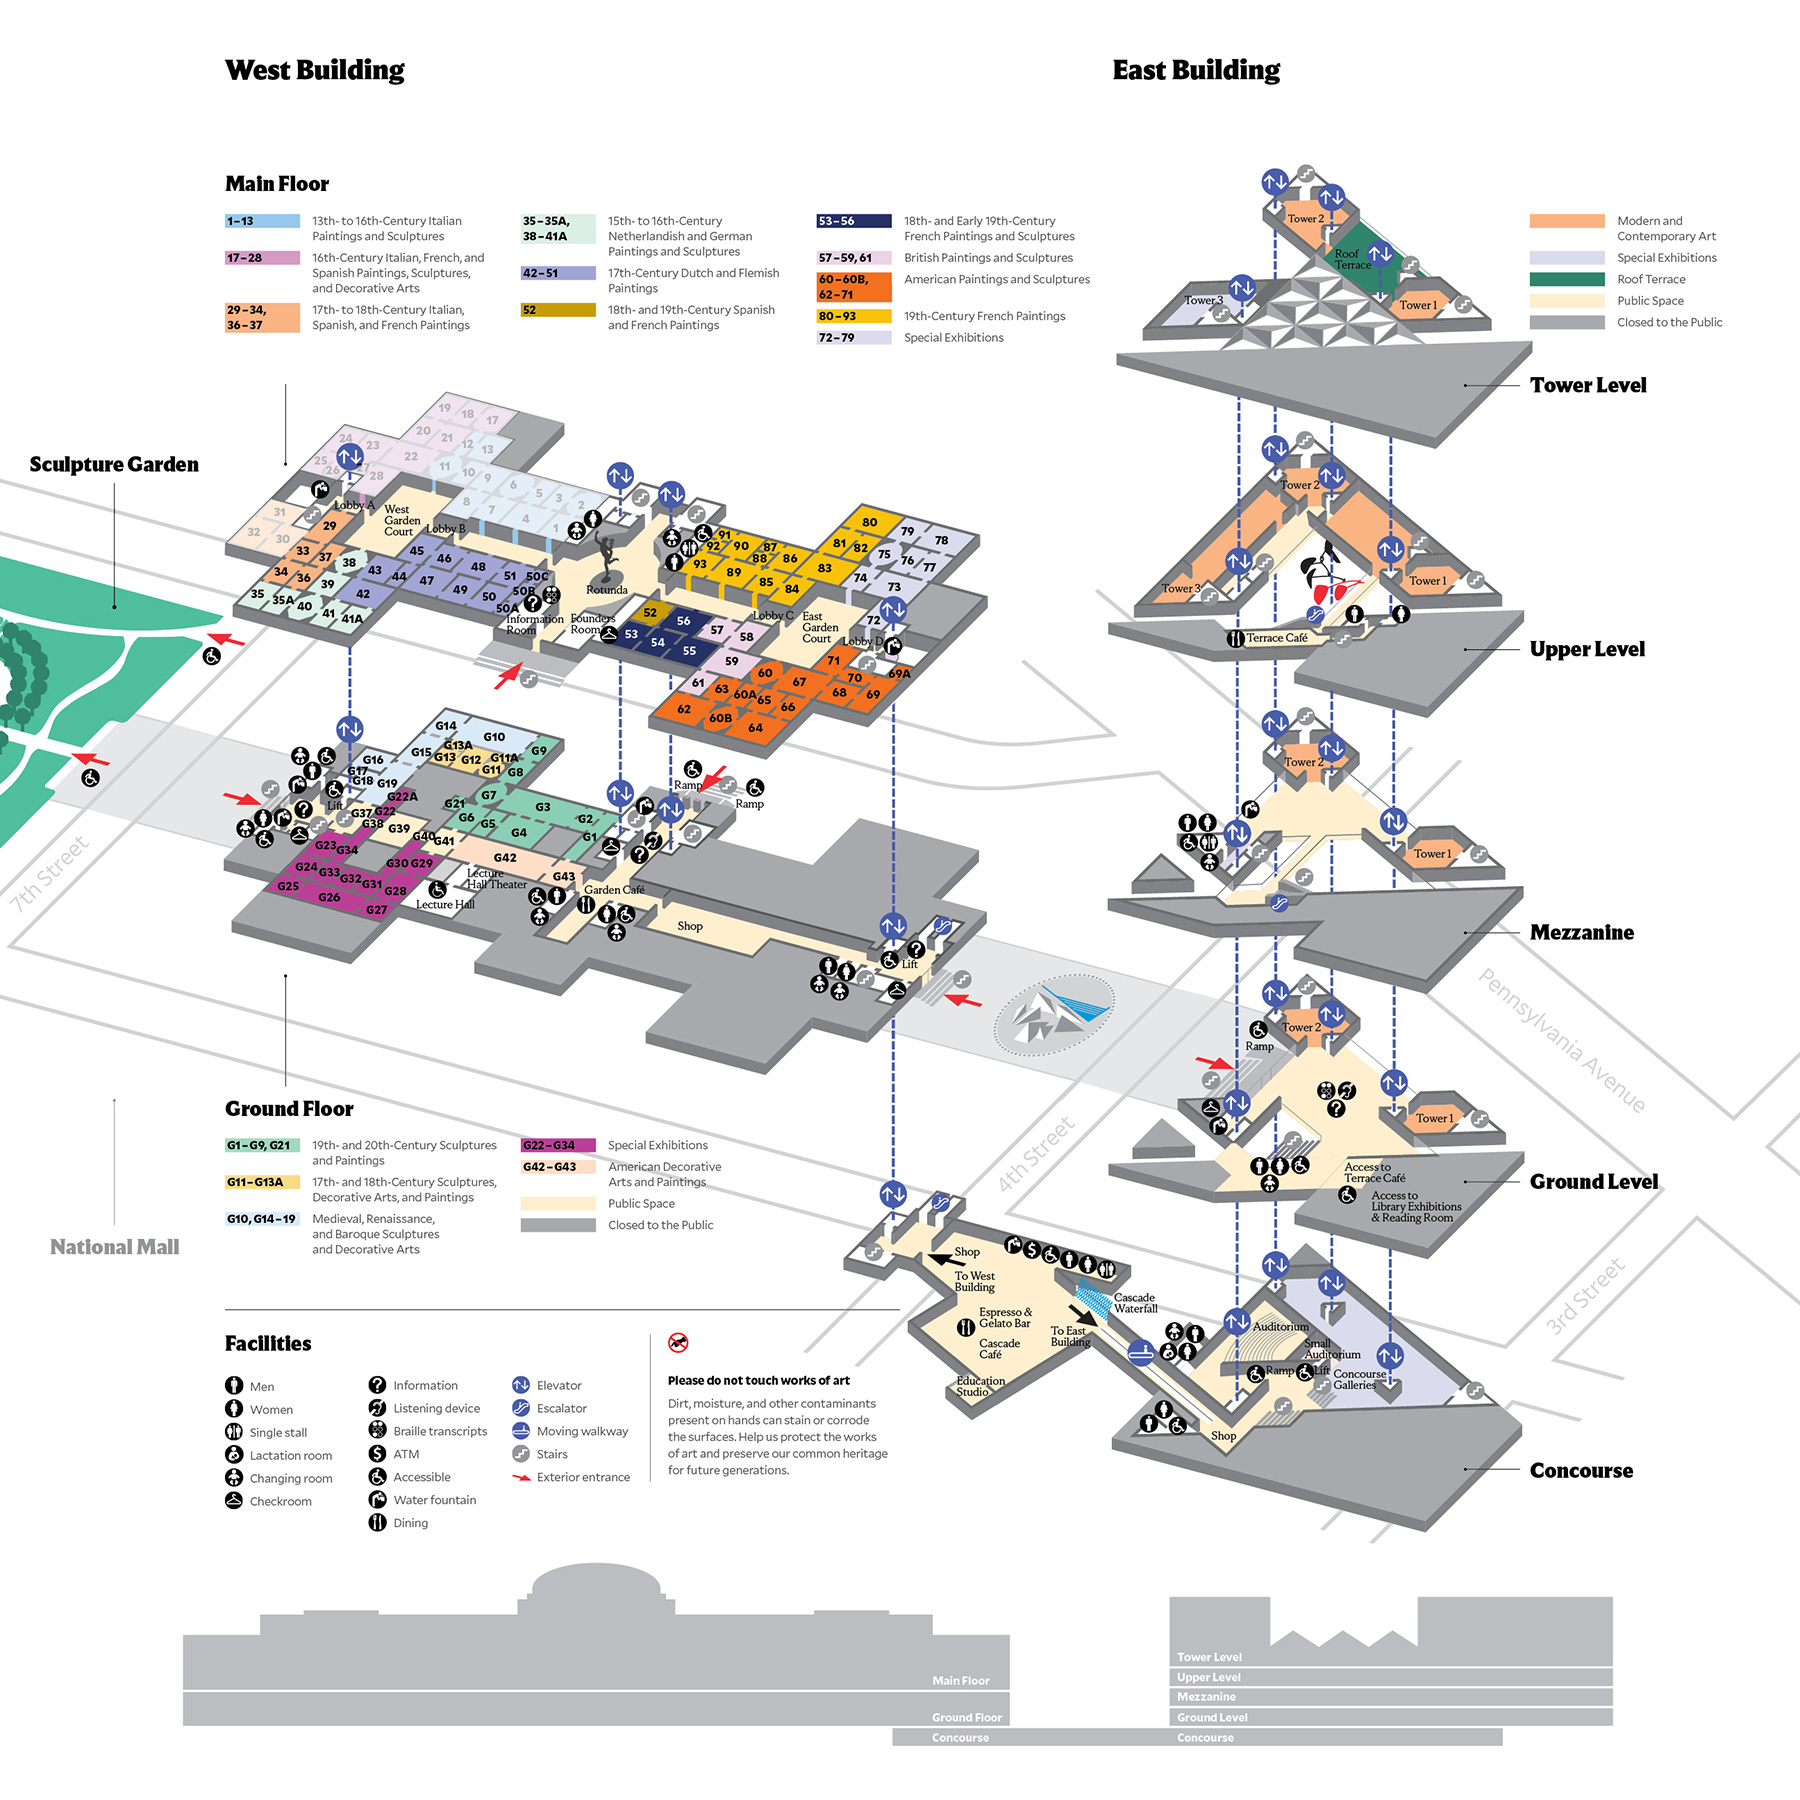 West Building
East Building
Main Floor
1–13
13th- to 16th-Century Italian
Paintings and Sculptures
17–28
16th-Century Italian, French, and
Spanish Paintings, Sculptures,
and Decorative Arts
29–34,
36–37
17th- to 18th-Century Italian,
Spanish, and French Paintings
35–35A,
38–41A
15th- to 16th-Century
Netherlandish and German
Paintings and Sculptures
42–51
17th-Century Dutch and Flemish
Paintings
52
18th- and 19th-Century Spanish
and French Paintings
53–56
18th- and Early 19th-Century
French Paintings and Sculptures
57–59, 61
British Paintings and Sculptures
60–60B,
62–71
American Paintings and Sculptures
80–93
19th-Century French Paintings
72–79
Special Exhibitions
Modern and
Contemporary Art
Special Exhibitions
Roof Terrace
Public Space
Closed to the Public
Tower 2
Roof
Terrace
Tower 3
Tower 1
Tower Level
Sculpture Garden
19 18 17
20 21 12 13
24 23 22 11 10 9 6 5 3 2
25 26 27 28 8 7 4 1
31 32 30 29
33 37 34 36
35 35A 40 39 38 41 41A
42 43 44 45 46 47 48 49 50 51 50C 50B 50A
Lobby A
West
Garden
Court
Lobby B
Rotunda
Information
Room
Founders
Room
52 53 54 55 56
57 58 59 61
91 92 90 87 88 86 93 89 85 84 83 81 82 80
79 78 75 76 77 74 73 72
Lobby C
East
Garden
Court
Lobby D
60 60A 60B 62 63 64 65 66 67 68 69 69A 70 71
Tower 2
Tower 3
Tower 1
Terrace Café
Upper Level
G14 G10 G15 G13A G13 G12 G11A G11 G9 G8
G16 G17 G18 G19 G22A G22 G21 G7 G6 G5 G4 G3 G2 G1
G37 G38 G39 G40 G41 G42 G43
G23 G34 G24 G33 G32 G31 G30 G29 G28 G25 G26 G27
Lift
Lecture
Hall Theater
Lecture Hall
Garden Café
Shop
Ramp
Ramp
Lift
Tower 2
Tower 1
Mezzanine
7th Street
Pennsylvania Avenue
Tower 2
Ramp
Tower 1
Access to
Terrace Café
Access to
Library Exhibitions
& Reading Room
Ground Level
4th Street
3rd Street
National Mall
Ground Floor
G1–G9, G21
19th- and 20th-Century Sculptures
and Paintings
G11–G13A
17th- and 18th-Century Sculptures,
Decorative Arts, and Paintings
G10, G14–19
Medieval, Renaissance,
and Baroque Sculptures
and Decorative Arts
G22–G34
Special Exhibitions
G42–G43
American Decorative
Arts and Paintings
Public Space
Closed to the Public
Shop
To West
Building
Espresso &
Gelato Bar
Cascade
Café
Education
Studio
To East
Building
Cascade
Waterfall
Auditorium
Small
Auditorium
Ramp
Lift
Concourse
Galleries
Shop
Concourse
Facilities
Men
Women
Single stall
Lactation room
Changing room
Checkroom
Information
Listening device
Braille transcripts
ATM
Accessible
Water fountain
Dining
Elevator
Escalator
Moving walkway
Stairs
Exterior entrance
Please do not touch works of art
Dirt, moisture, and other contaminants
present on hands can stain or corrode
the surfaces. Help us protect the works
of art and preserve our common heritage
for future generations.
Main Floor
Ground Floor
Concourse
Tower Level
Upper Level
Mezzanine
Ground Level
Concourse